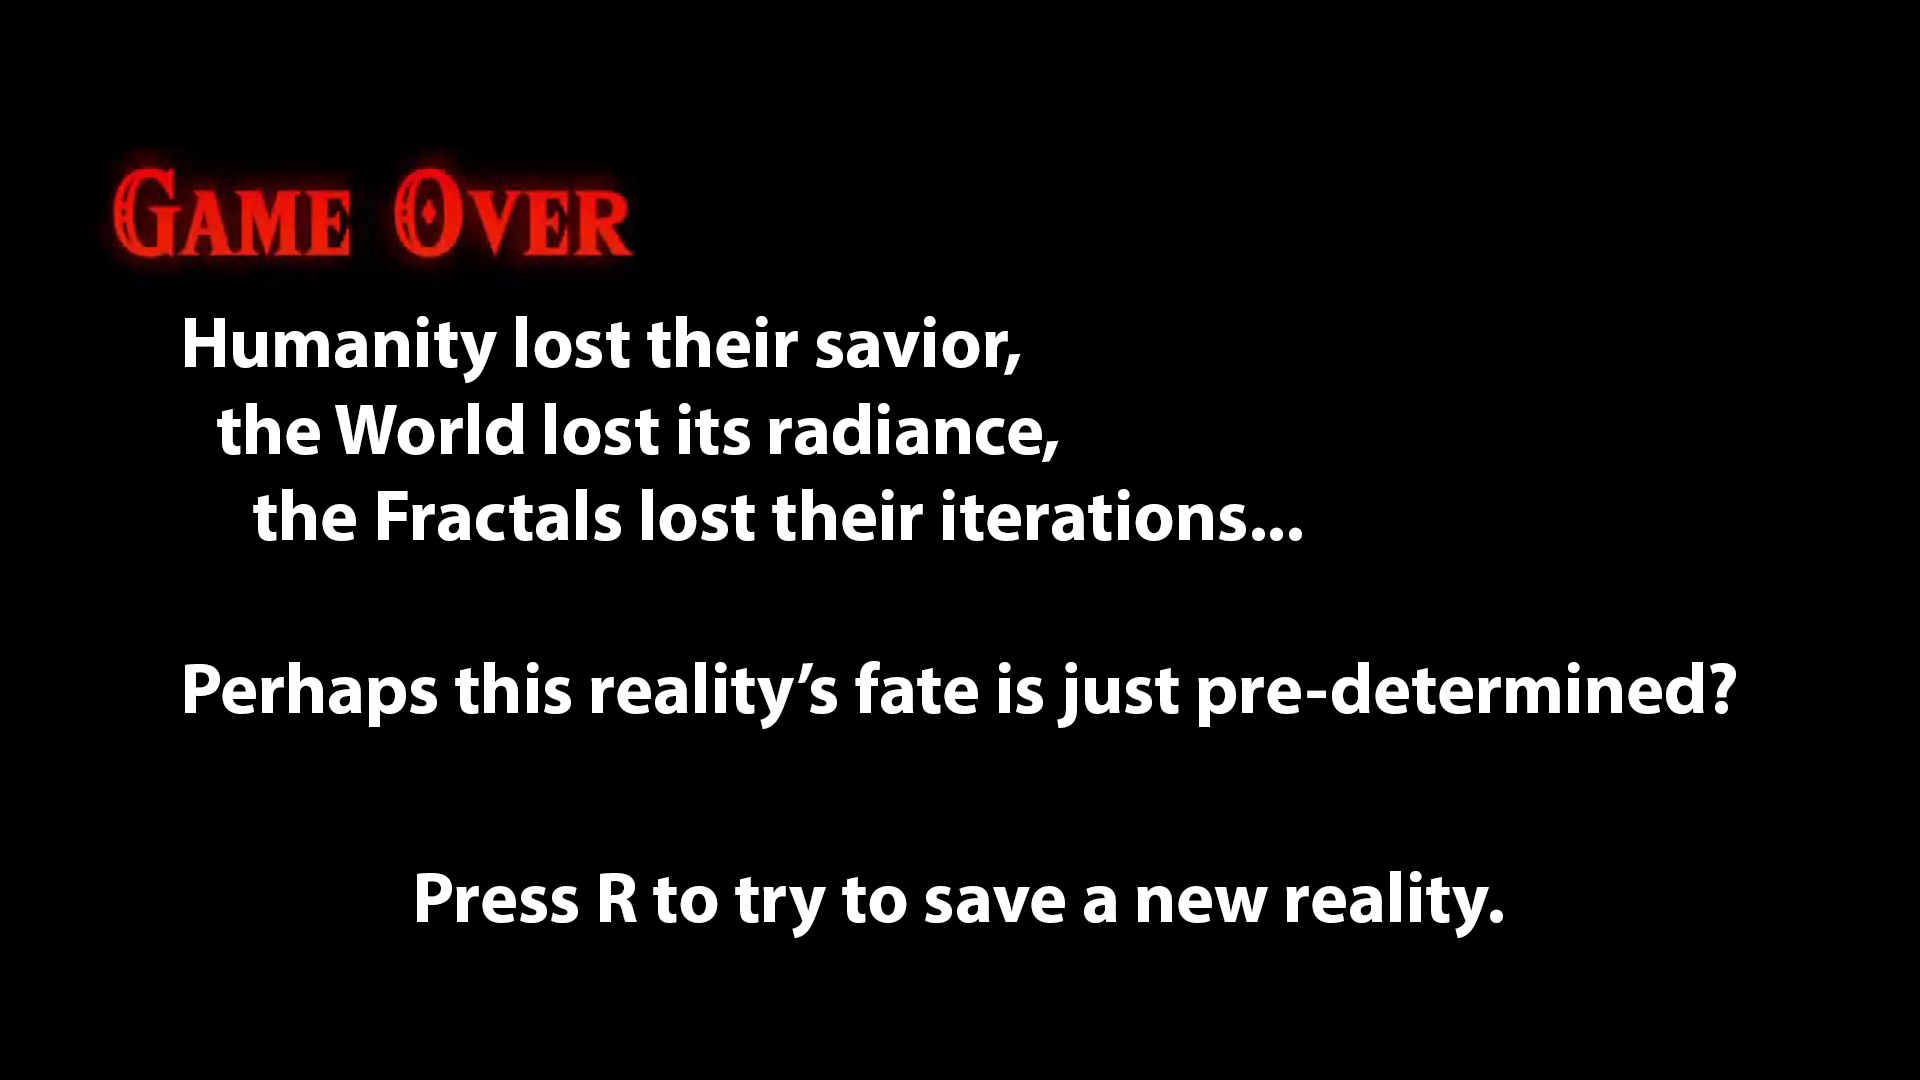 Game Over
Humanity lost their savior,
the World lost its radiance,
the Fractals lost their iterations...
Perhaps this reality’s fate is just pre-determined?
Press R to try to save a new reality.